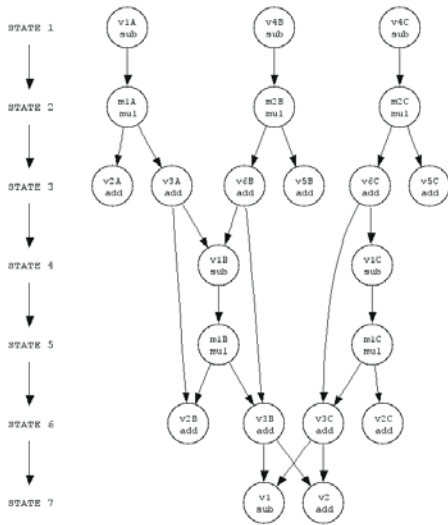 STATE 1
v1A
sub
v4B
sub
v4C
sub
STATE 2
m1A
mul
m2B
mul
m2C
mul
STATE 3
v2A
add
v3A
add
v6B
add
v5B
add
v6C
add
v5C
add
STATE 4
v1B
sub
v1C
sub
STATE 5
m1B
mul
m1C
mul
STATE 6
v2B
add
v3B
add
v3C
add
v2C
add
STATE 7
v1
sub
v2
add